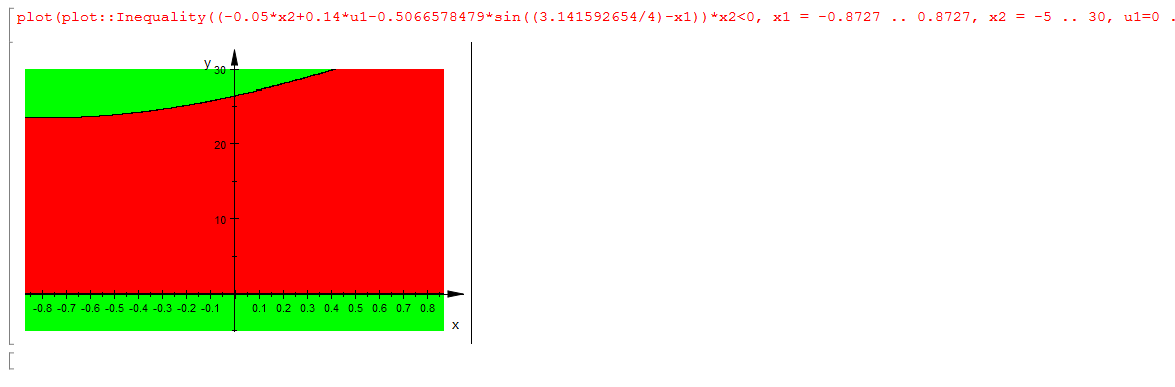 plot(plot::Inequality((-0.05*x2+0.14*u1-0.5066578479*sin((3.141592654/4)-x1))*x2<0, x1 = -0.8727 .. 0.8727, x2 = -5 .. 30, u1=0 .
y
30
20
10
-0.8 -0.7 -0.6 -0.5 -0.4 -0.3 -0.2 -0.1 0.1 0.2 0.3 0.4 0.5 0.6 0.7 0.8
x